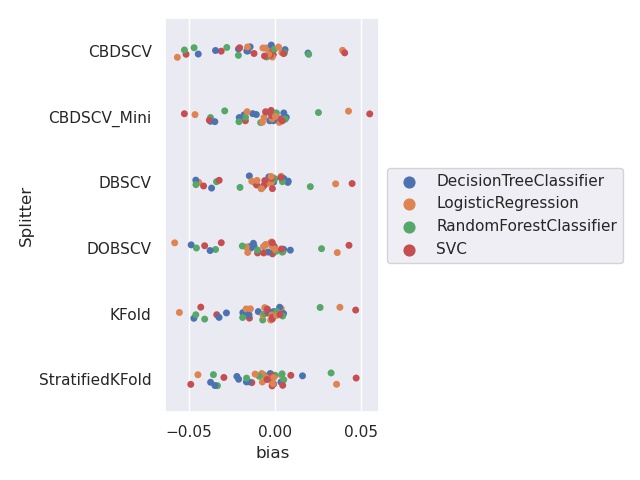 CBDSCV
CBDSCV_Mini
DBSCV
DOBSCV
KFold
StratifiedKFold
Splitter
−0.05
0.00
0.05
bias
DecisionTreeClassifier
LogisticRegression
RandomForestClassifier
SVC